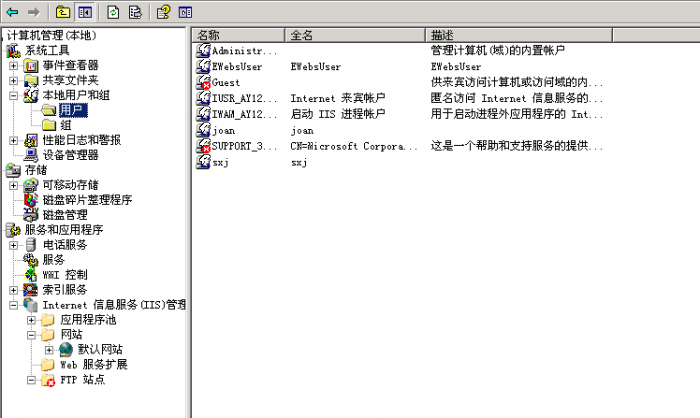 计算机管理(本地)
系统工具
事件查看器
共享文件夹
本地用户和组
用户
组
性能日志和警报
设备管理器
存储
可移动存储
磁盘碎片整理程序
磁盘管理
服务和应用程序
电话服务
服务
WMI 控制
索引服务
Internet 信息服务(IIS)管理
应用程序池
网站
默认网站
Web 服务扩展
FTP 站点
名称 全名 描述
Administr... 管理计算机(域)的内置帐户
EWebsUser EWebsUser EWebsUser
Guest 供来宾访问计算机或访问域的内...
IUSR_AY12... Internet 来宾帐户 匿名访问 Internet 信息服务的...
IWAM_AY12... 启动 IIS 进程帐户 用于启动进程外应用程序的 Int...
joan joan
SUPPORT_3... CN=Microsoft Corpora... 这是一个帮助和支持服务的提供...
sxj sxj